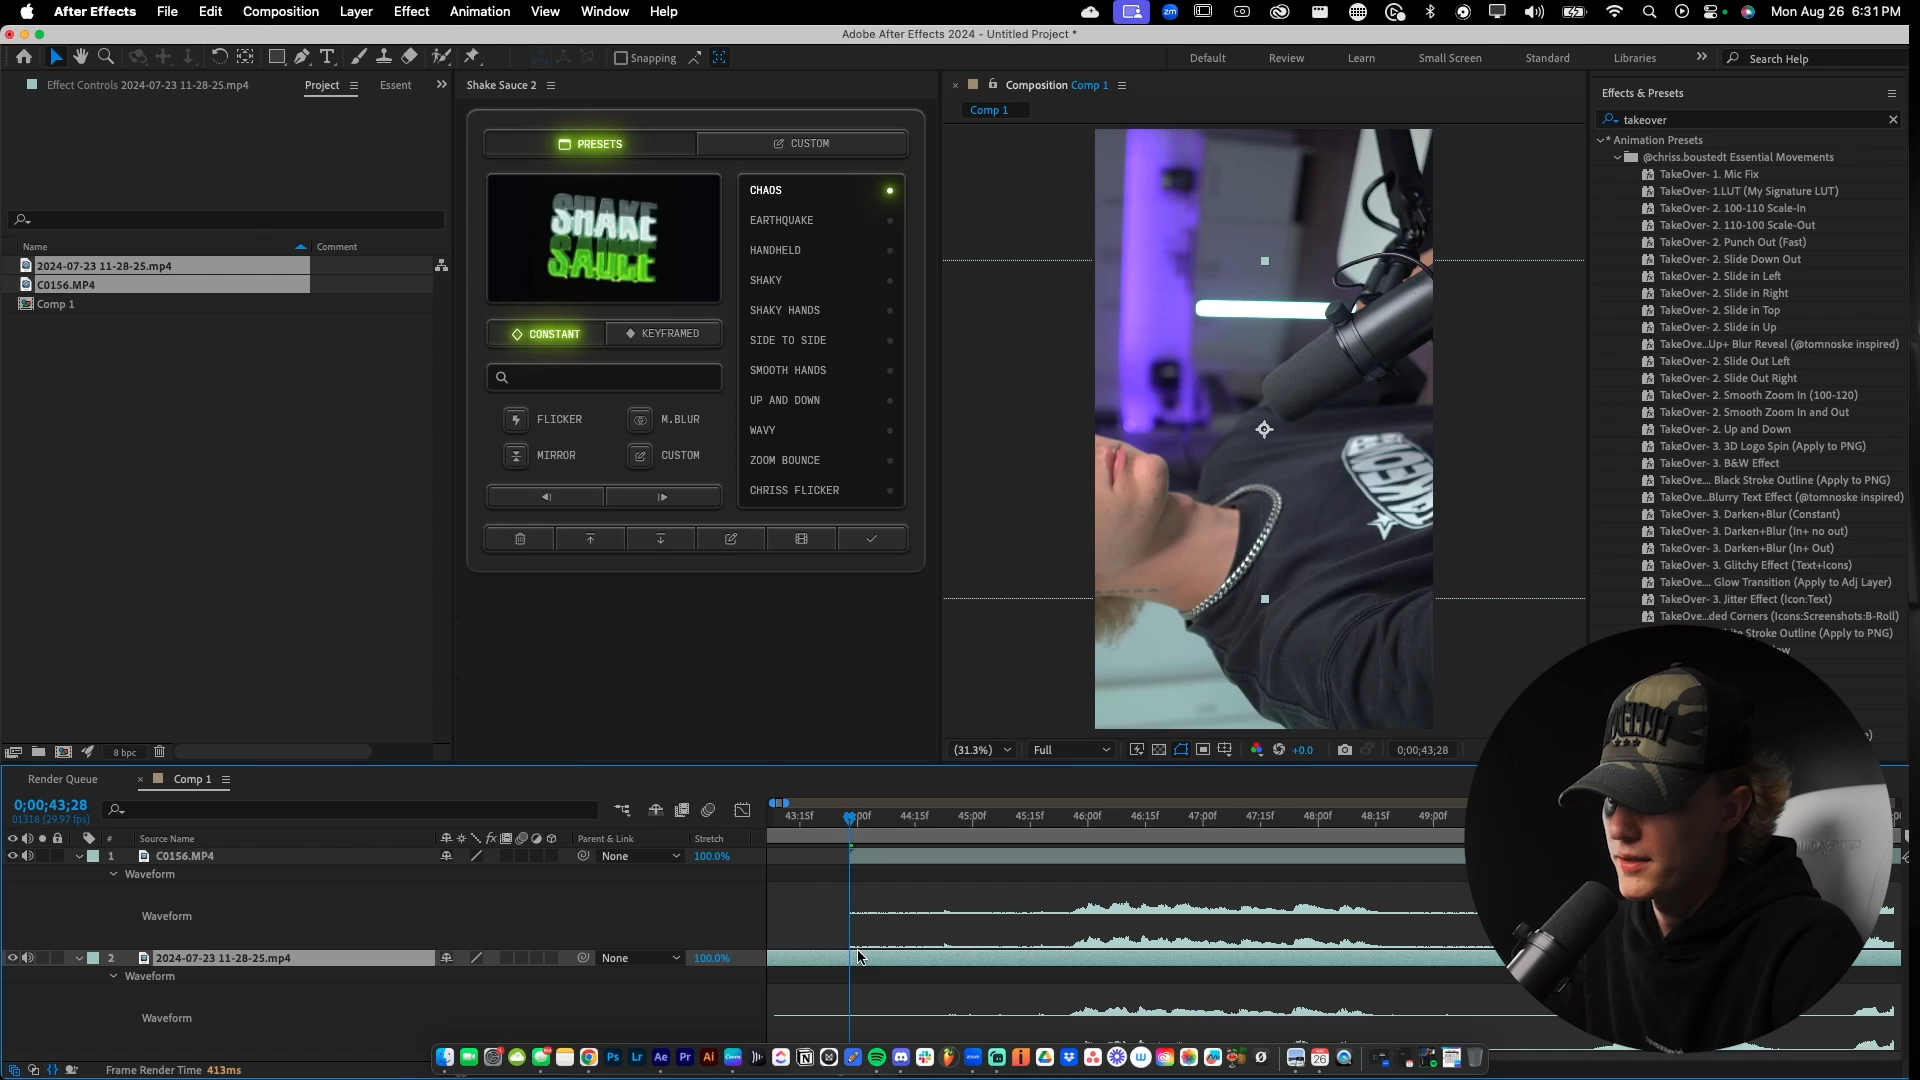 After Effects File Edit Composition Layer Effect Animation View Window Help
Mon Aug 26 6:31 PM
Adobe After Effects 2024 - Untitled Project *
Snapping
Default Review Learn Small Screen Standard Libraries
Search Help
Effect Controls 2024-07-23 11-28-25.mp4
Project
Essent
Name
Comment
2024-07-23 11-28-25.mp4
C0156.MP4
Comp 1
8 bpc
Shake Sauce 2
PRESETS
CUSTOM
SHAKE
SAUCE
CONSTANT
KEYFRAMED
FLICKER
M.BLUR
MIRROR
CUSTOM
CHAOS
EARTHQUAKE
HANDHELD
SHAKY
SHAKY HANDS
SIDE TO SIDE
SMOOTH HANDS
UP AND DOWN
WAVY
ZOOM BOUNCE
CHRISS FLICKER
Composition Comp 1
Comp 1
(31.3%)
Full
+0.0
0;00;43;28
Effects & Presets
takeover
* Animation Presets
@chriss.boustedt Essential Movements
TakeOver- 1. Mic Fix
TakeOver- 1.LUT (My Signature LUT)
TakeOver- 2. 100-110 Scale-In
TakeOver- 2. 110-100 Scale-Out
TakeOver- 2. Punch Out (Fast)
TakeOver- 2. Slide Down Out
TakeOver- 2. Slide in Left
TakeOver- 2. Slide in Right
TakeOver- 2. Slide in Top
TakeOver- 2. Slide in Up
TakeOve...Up+ Blur Reveal (@tomnoske inspired)
TakeOver- 2. Slide Out Left
TakeOver- 2. Slide Out Right
TakeOver- 2. Smooth Zoom In (100-120)
TakeOver- 2. Smooth Zoom In and Out
TakeOver- 2. Up and Down
TakeOver- 3. 3D Logo Spin (Apply to PNG)
TakeOver- 3. B&W Effect
TakeOve.... Black Stroke Outline (Apply to PNG)
TakeOve...Blurry Text Effect (@tomnoske inspired)
TakeOver- 3. Darken+Blur (Constant)
TakeOver- 3. Darken+Blur (In+ no out)
TakeOver- 3. Darken+Blur (In+ Out)
TakeOver- 3. Glitchy Effect (Text+Icons)
TakeOve.... Glow Transition (Apply to Adj Layer)
TakeOver- 3. Jitter Effect (Icon:Text)
TakeOve...ded Corners (Icons:Screenshots:B-Roll)
Stroke Outline (Apply to PNG)
Render Queue
Comp 1
0;00;43;28
01318 (29.97 fps)
43:15f 44:15f 45:00f 45:15f 46:00f 46:15f 47:00f 47:15f 48:00f 48:15f 49:00f
# Source Name
Parent & Link
Stretch
1 C0156.MP4 None 100.0%
Waveform
Waveform
2 2024-07-23 11-28-25.mp4 None 100.0%
Waveform
Waveform
Frame Render Time 413ms